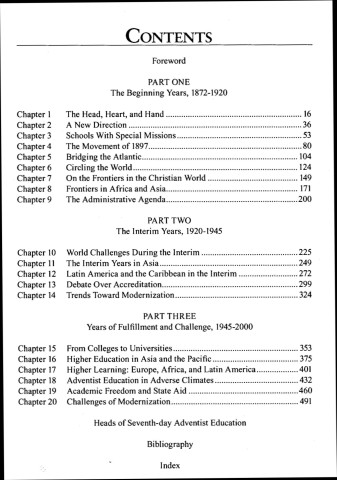 CONTENTS
Foreword
PART ONE
The Beginning Years, 1872-1920
Chapter 1 The Head, Heart, and Hand 16
Chapter 2 A New Direction 36
Chapter 3 Schools With Special Missions 53
Chapter 4 The Movement of 1897 80
Chapter 5 Bridging the Atlantic 104
Chapter 6 Circling the World 124
Chapter 7 On the Frontiers in the Christian World 149
Chapter 8 Frontiers in Africa and Asia 171
Chapter 9 The Administrative Agenda 200
PART TWO
The Interim Years, 1920-1945
Chapter 10 World Challenges During the Interim 225
Chapter 11 The Interim Years in Asia 249
Chapter 12 Latin America and the Caribbean in the Interim 272
Chapter 13 Debate Over Accreditation 299
Chapter 14 Trends Toward Modernization 324
PART THREE
Years of Fulfillment and Challenge, 1945-2000
Chapter 15 From Colleges to Universities 353
Chapter 16 Higher Education in Asia and the Pacific 375
Chapter 17 Higher Learning: Europe, Africa, and Latin America 401
Chapter 18 Adventist Education in Adverse Climates 432
Chapter 19 Academic Freedom and State Aid 460
Chapter 20 Challenges of Modernization 491
Heads of Seventh-day Adventist Education
Bibliography
Index